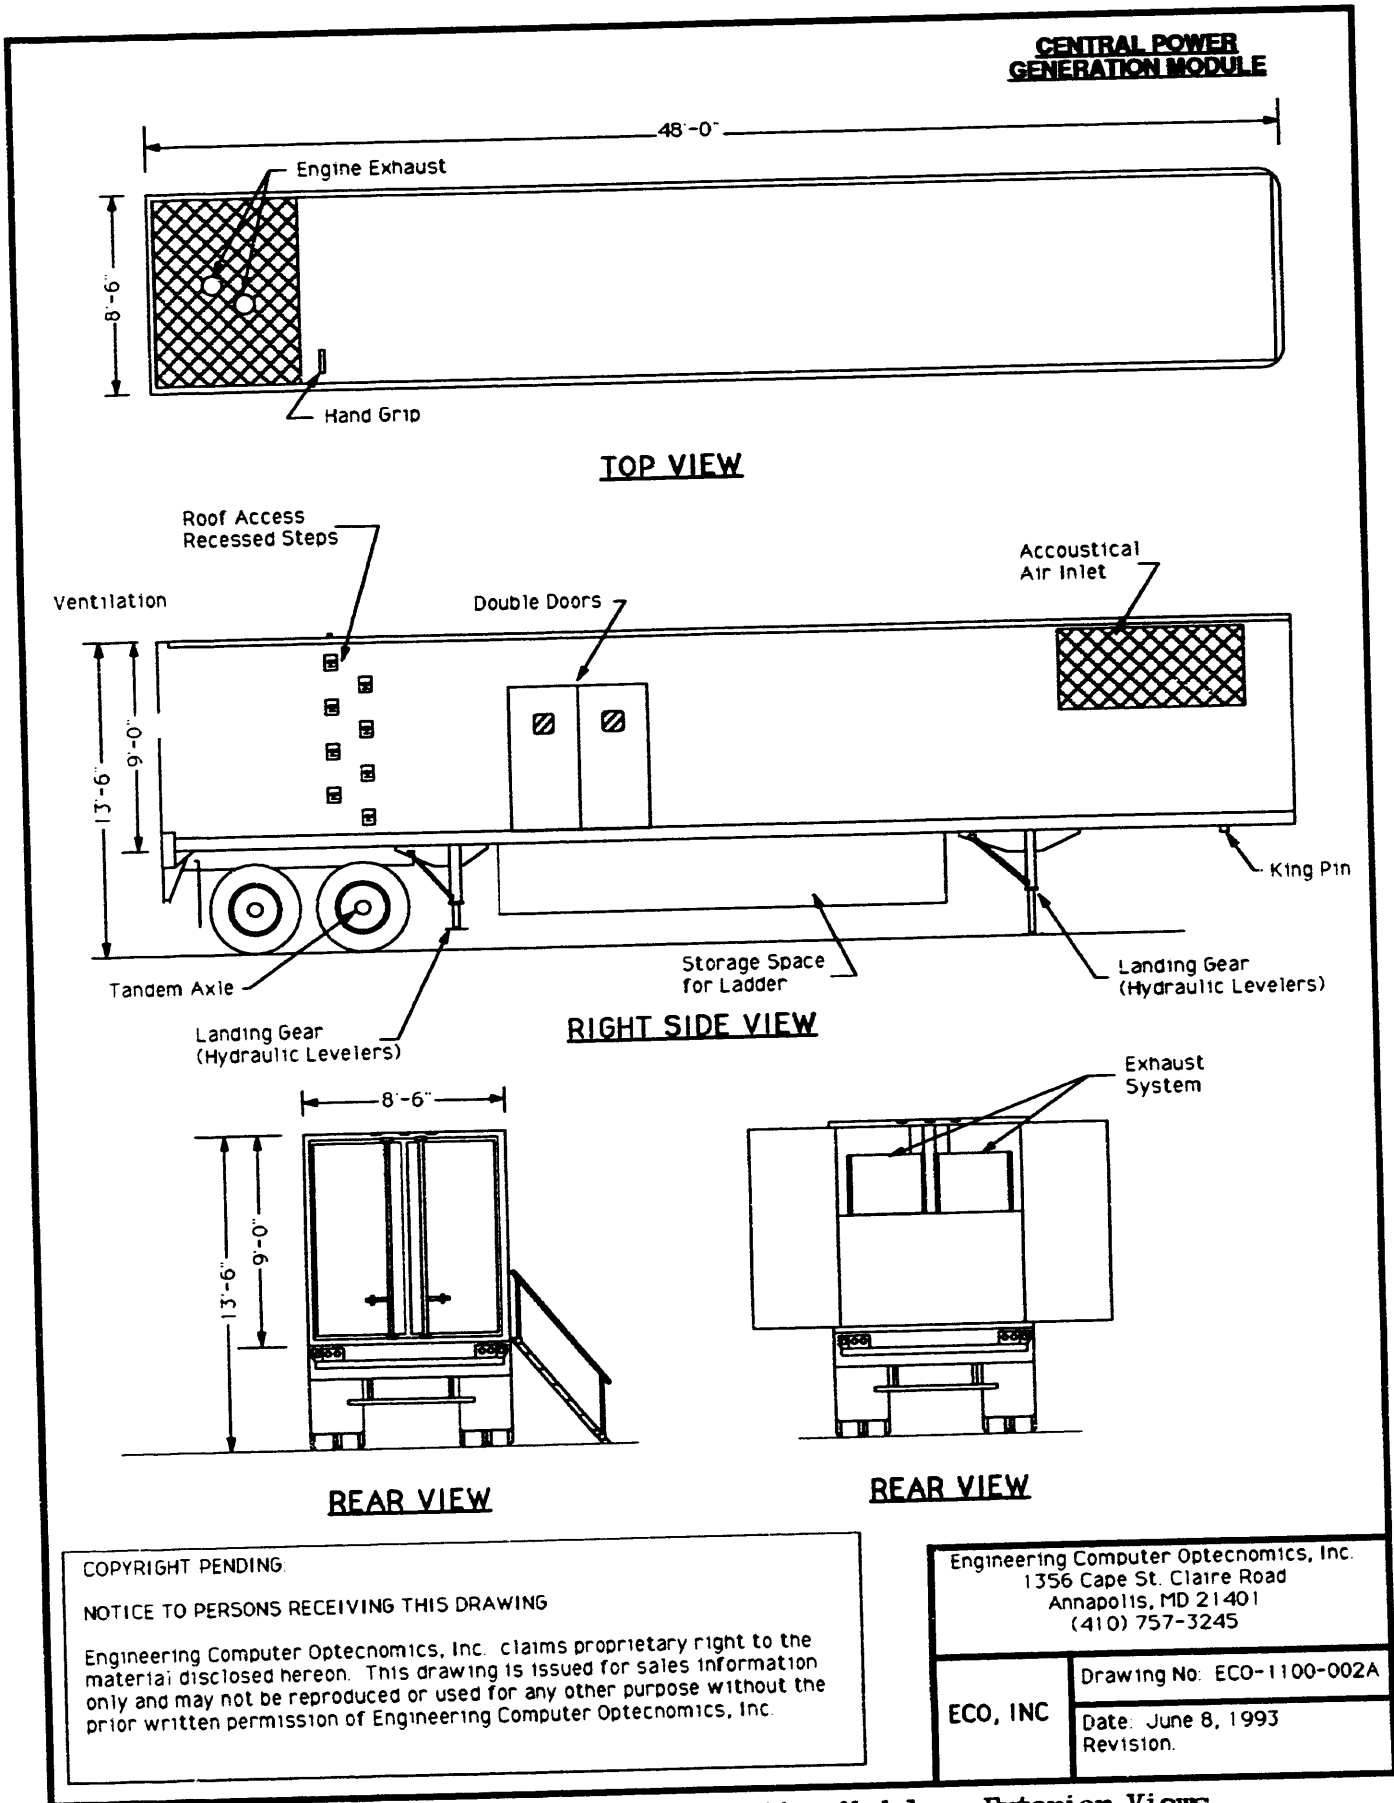 CENTRAL POWER
GENERATION MODULE
48'-0"
Engine Exhaust
8'-6"
Hand Grip
TOP VIEW
Roof Access
Recessed Steps
Accoustical
Air Inlet
Ventilation
Double Doors
13'-6"
9'-0"
King Pin
Tandem Axle
Storage Space
for Ladder
Landing Gear
(Hydraulic Levelers)
Landing Gear
(Hydraulic Levelers)
RIGHT SIDE VIEW
Exhaust
System
8'-6"
13'-6"
9'-0"
REAR VIEW
REAR VIEW
COPYRIGHT PENDING.
NOTICE TO PERSONS RECEIVING THIS DRAWING
Engineering Computer Optecnomics, Inc. claims proprietary right to the
material disclosed hereon. This drawing is issued for sales information
only and may not be reproduced or used for any other purpose without the
prior written permission of Engineering Computer Optecnomics, Inc.
Engineering Computer Optecnomics, Inc.
1356 Cape St. Claire Road
Annapolis, MD 21401
(410) 757-3245
ECO, INC
Drawing No: ECO-1100-002A
Date: June 8, 1993
Revision.
Exterior Views